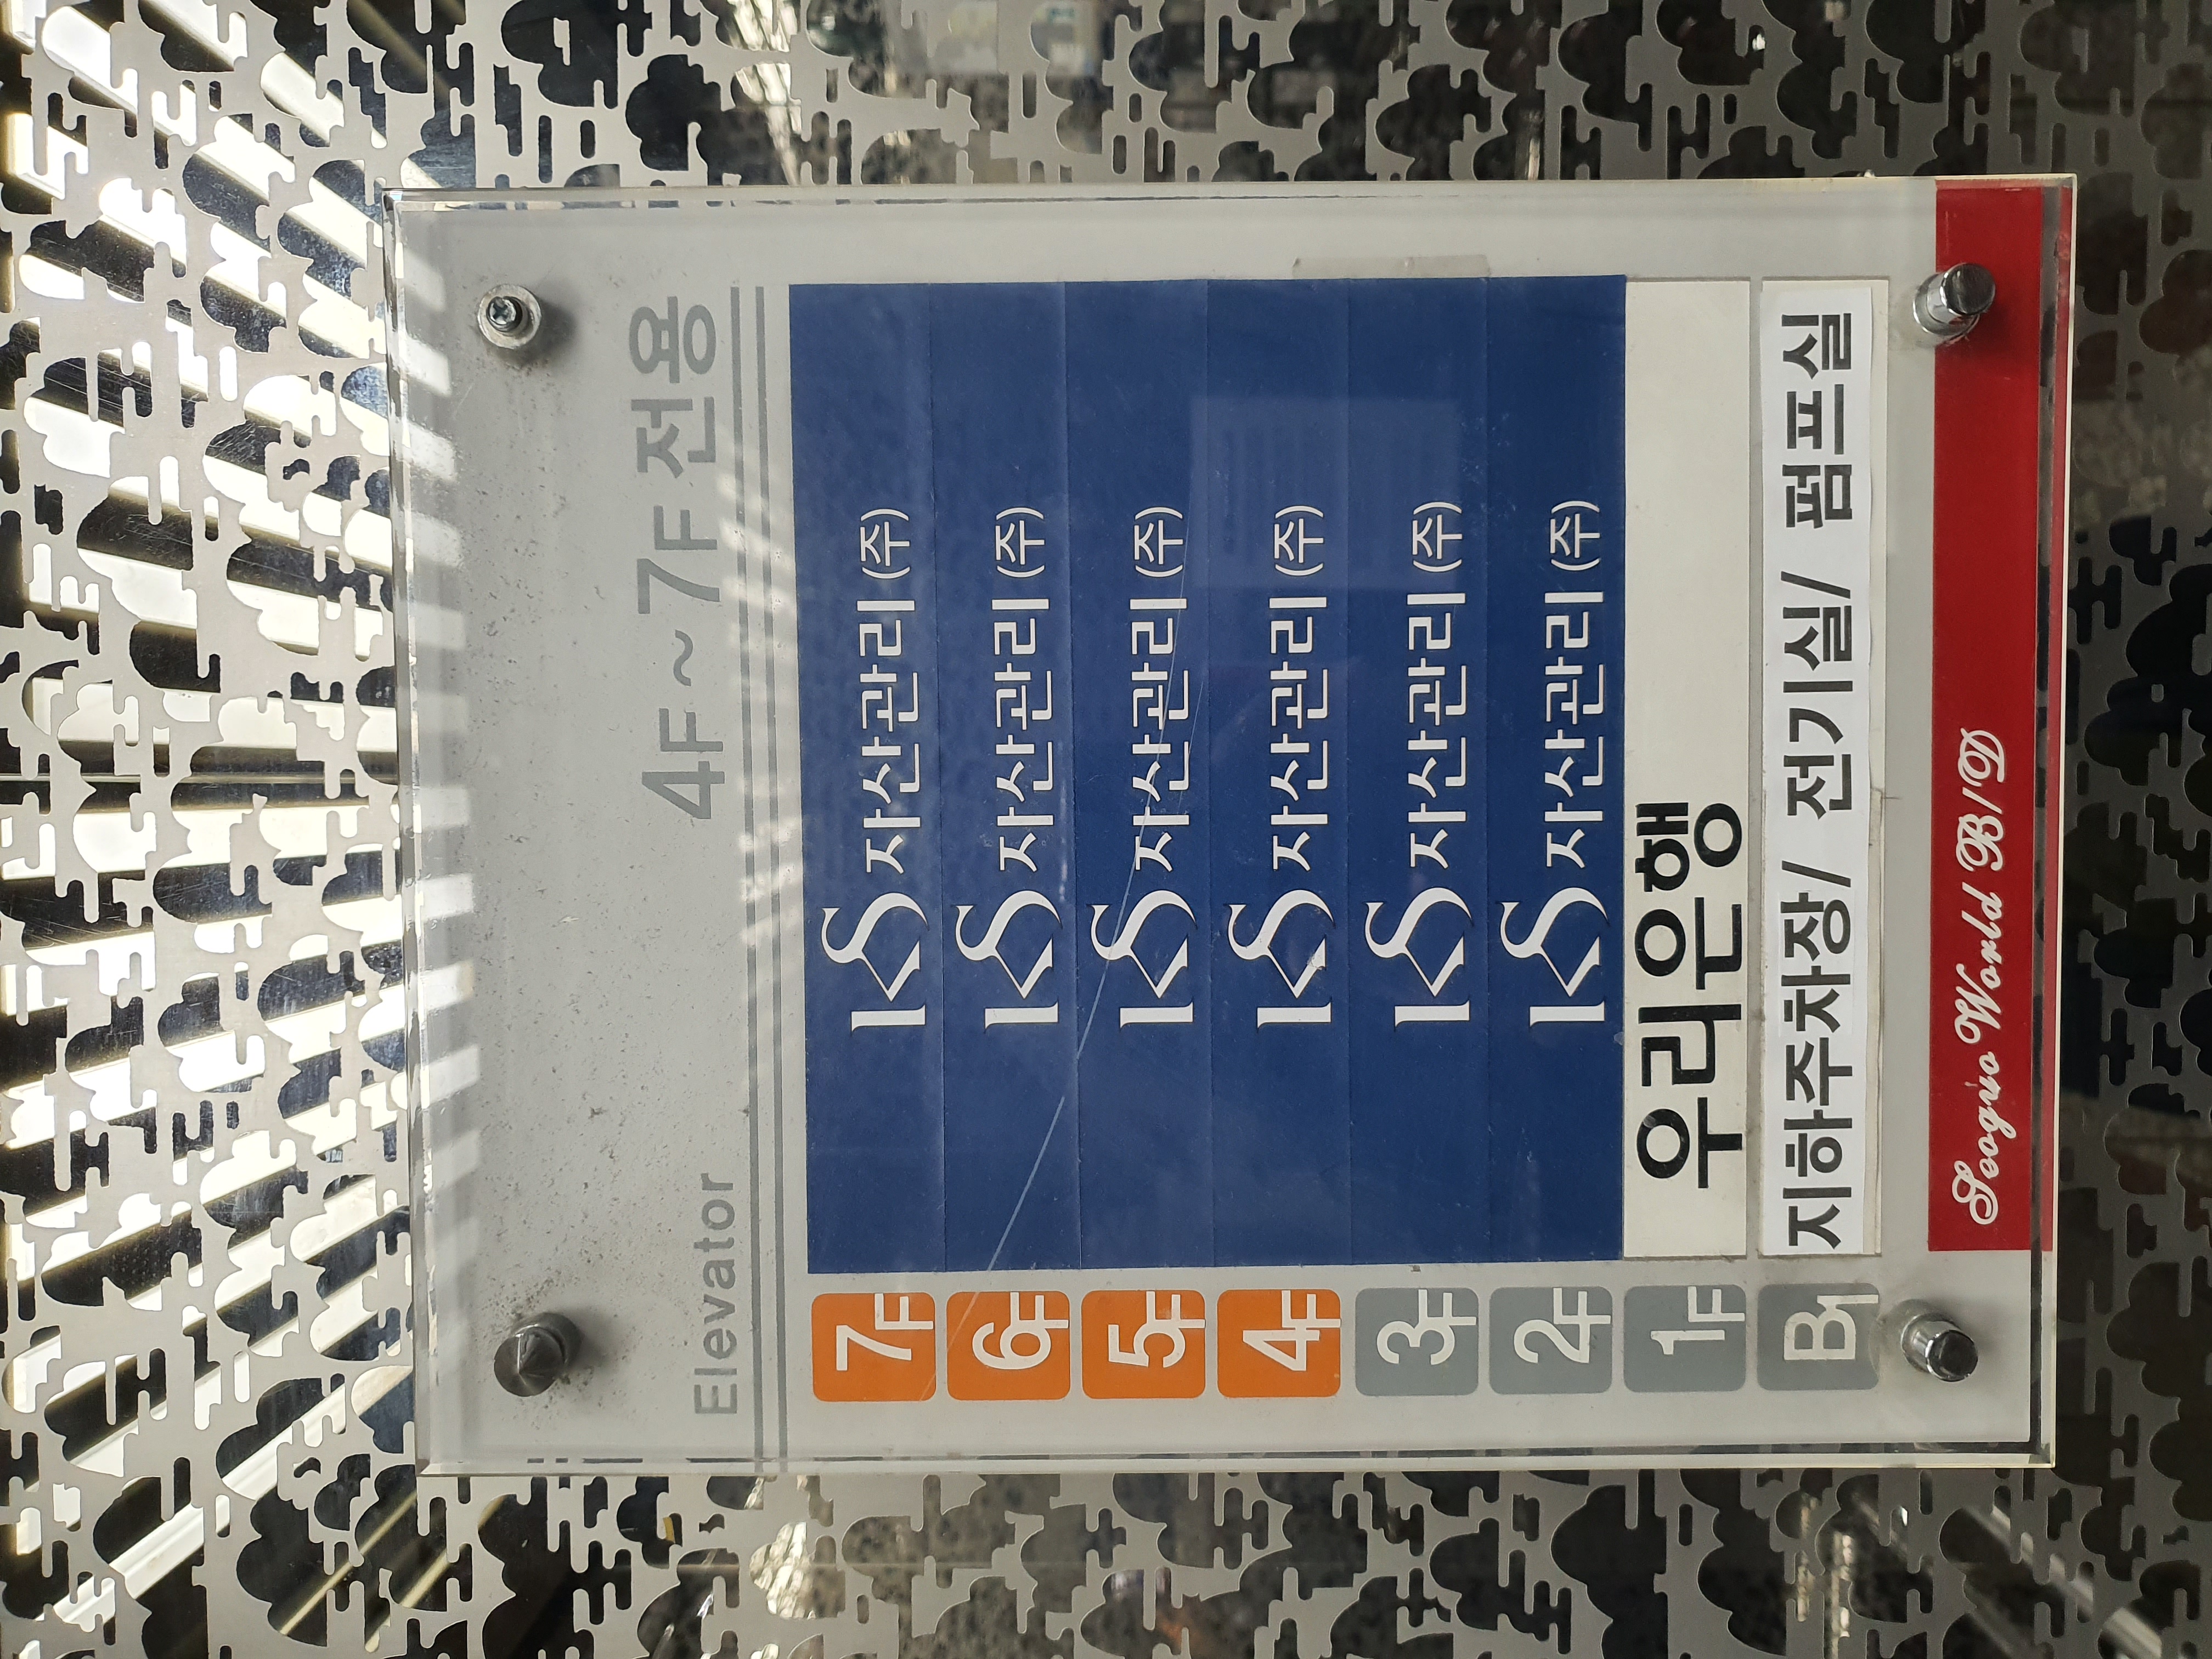 4F ~ 7F 전용
Elevator
7F KS 자산관리 (주)
6F KS 자산관리 (주)
5F KS 자산관리 (주)
4F KS 자산관리 (주)
3F KS 자산관리 (주)
2F KS 자산관리 (주)
1F 우리은행
B1 지하주차장/ 전기실/ 펌프실
Seogyo World B/D